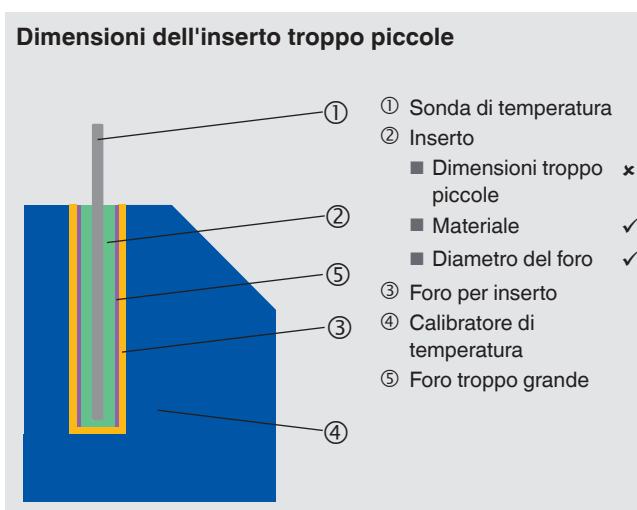 Dimensioni dell'inserto troppo piccole
① Sonda di temperatura
② Inserto
■ Dimensioni troppo ✗
piccole
■ Materiale ✓
■ Diametro del foro ✓
③ Foro per inserto
④ Calibratore di
temperatura
⑤ Foro troppo grande
①
②
⑤
③
④